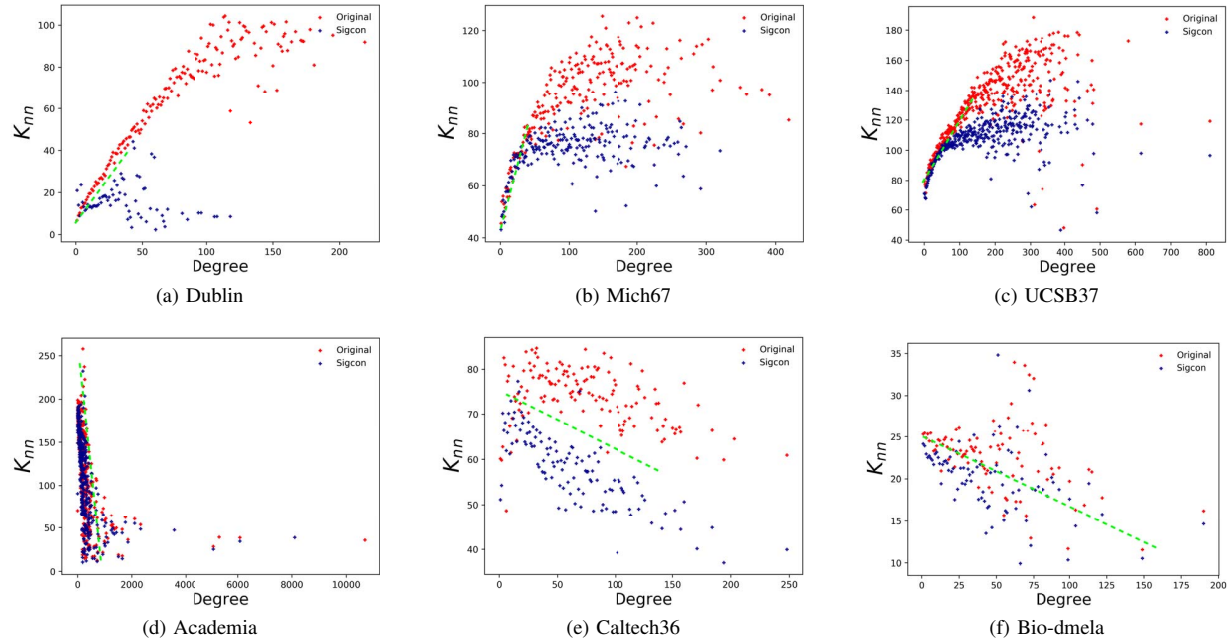 Original
Sigcon
100
80
60
40
20
0
K_nn
0 50 100 150 200
Degree
(a) Dublin
Original
Sigcon
120
100
80
60
40
K_nn
0 100 200 300 400
Degree
(b) Mich67
Original
Sigcon
180
160
140
120
100
80
60
40
K_nn
0 100 200 300 400 500 600 700 800
Degree
(c) UCSB37
Original
Sigcon
250
200
150
100
50
0
K_nn
0 2000 4000 6000 8000 10000
Degree
(d) Academia
Original
Sigcon
80
70
60
50
40
K_nn
0 50 100 150 200 250
Degree
(e) Caltech36
Original
Sigcon
35
30
25
20
15
10
K_nn
0 25 50 75 100 125 150 175 200
Degree
(f) Bio-dmela